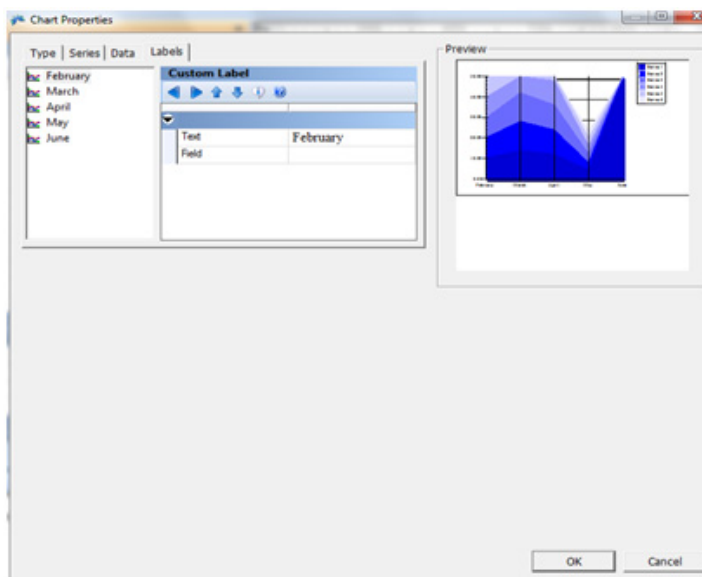 Chart Properties
Type
Series
Data
Labels
February
March
April
May
June
Custom Label
Text
February
Field
Preview
OK
Cancel